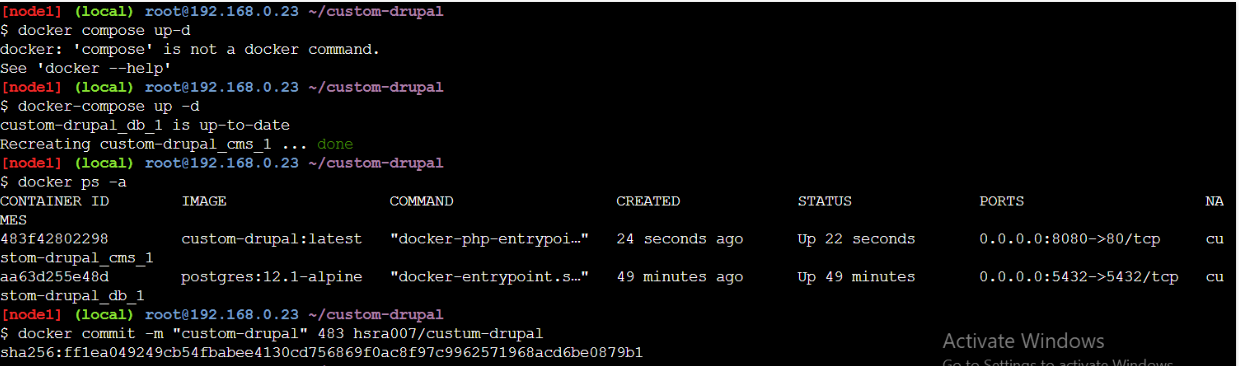 [node1] (local) root@192.168.0.23 ~/custom-drupal
$ docker compose up-d
docker: 'compose' is not a docker command.
See 'docker --help'
[node1] (local) root@192.168.0.23 ~/custom-drupal
$ docker-compose up -d
custom-drupal_db_1 is up-to-date
Recreating custom-drupal_cms_1 ... done
[node1] (local) root@192.168.0.23 ~/custom-drupal
$ docker ps -a
CONTAINER ID IMAGE COMMAND CREATED STATUS PORTS NA
MES
483f42802298 custom-drupal:latest "docker-php-entrypoi…" 24 seconds ago Up 22 seconds 0.0.0.0:8080->80/tcp cu
stom-drupal_cms_1
aa63d255e48d postgres:12.1-alpine "docker-entrypoint.s…" 49 minutes ago Up 49 minutes 0.0.0.0:5432->5432/tcp cu
stom-drupal_db_1
[node1] (local) root@192.168.0.23 ~/custom-drupal
$ docker commit -m "custom-drupal" 483 hsra007/custum-drupal
sha256:ff1ea049249cb54fbabee4130cd756869f0ac8f97c9962571968acd6be0879b1
Activate Windows
Go to Settings to activate Windows